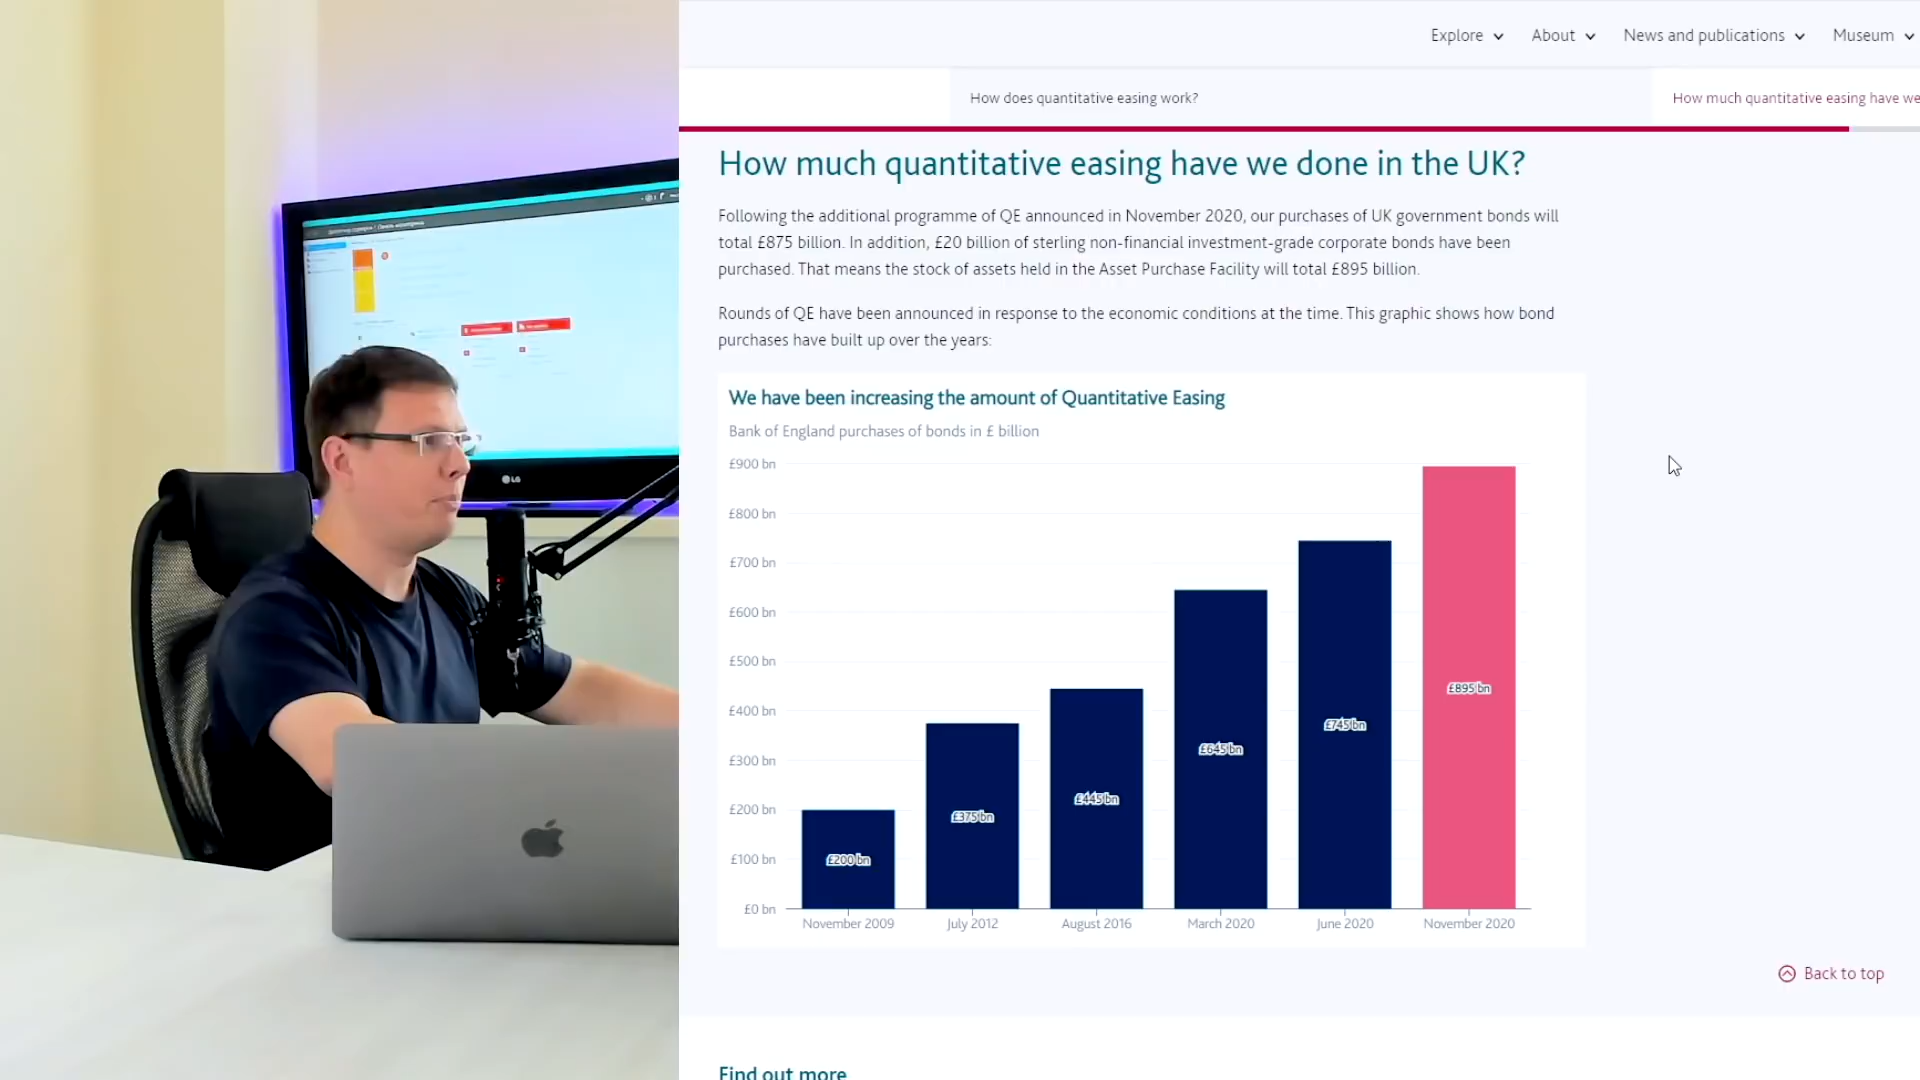 Explore
About
News and publications
Museum
How does quantitative easing work?
How much quantitative easing have we
How much quantitative easing have we done in the UK?
Following the additional programme of QE announced in November 2020, our purchases of UK government bonds will
total £875 billion. In addition, £20 billion of sterling non-financial investment-grade corporate bonds have been
purchased. That means the stock of assets held in the Asset Purchase Facility will total £895 billion.
Rounds of QE have been announced in response to the economic conditions at the time. This graphic shows how bond
purchases have built up over the years:
We have been increasing the amount of Quantitative Easing
Bank of England purchases of bonds in £ billion
£900 bn
£800 bn
£700 bn
£600 bn
£500 bn
£400 bn
£300 bn
£200 bn
£100 bn
£0 bn
£200 bn
£375 bn
£445 bn
£645 bn
£745 bn
£895 bn
November 2009
July 2012
August 2016
March 2020
June 2020
November 2020
Back to top
Find out more
LG